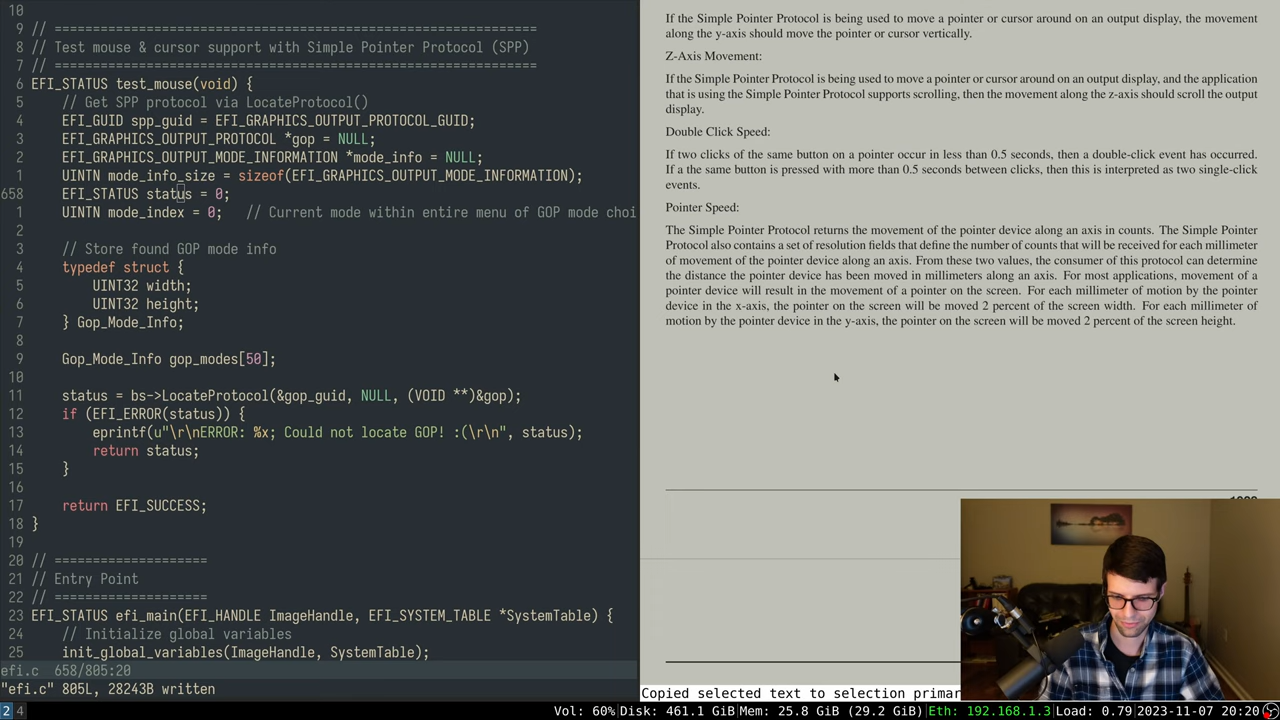 10
9 // ===============================================================
8 // Test mouse & cursor support with Simple Pointer Protocol (SPP)
7 // ===============================================================
6 EFI_STATUS test_mouse(void) {
5 // Get SPP protocol via LocateProtocol()
4 EFI_GUID spp_guid = EFI_GRAPHICS_OUTPUT_PROTOCOL_GUID;
3 EFI_GRAPHICS_OUTPUT_PROTOCOL *gop = NULL;
2 EFI_GRAPHICS_OUTPUT_MODE_INFORMATION *mode_info = NULL;
1 UINTN mode_info_size = sizeof(EFI_GRAPHICS_OUTPUT_MODE_INFORMATION);
658 EFI_STATUS status = 0;
1 UINTN mode_index = 0; // Current mode within entire menu of GOP mode choi
2
3 // Store found GOP mode info
4 typedef struct {
5 UINT32 width;
6 UINT32 height;
7 } Gop_Mode_Info;
8
9 Gop_Mode_Info gop_modes[50];
10
11 status = bs->LocateProtocol(&gop_guid, NULL, (VOID **)&gop);
12 if (EFI_ERROR(status)) {
13 eprintf(u"\r\nERROR: %x; Could not locate GOP! :(\r\n", status);
14 return status;
15 }
16
17 return EFI_SUCCESS;
18 }
19
20 // ====================
21 // Entry Point
22 // ====================
23 EFI_STATUS efi_main(EFI_HANDLE ImageHandle, EFI_SYSTEM_TABLE *SystemTable) {
24 // Initialize global variables
25 init_global_variables(ImageHandle, SystemTable);
efi.c 658/805:20
"efi.c" 805L, 28243B written
If the Simple Pointer Protocol is being used to move a pointer or cursor around on an output display, the movement
along the y-axis should move the pointer or cursor vertically.
Z-Axis Movement:
If the Simple Pointer Protocol is being used to move a pointer or cursor around on an output display, and the application
that is using the Simple Pointer Protocol supports scrolling, then the movement along the z-axis should scroll the output
display.
Double Click Speed:
If two clicks of the same button on a pointer occur in less than 0.5 seconds, then a double-click event has occurred.
If a the same button is pressed with more than 0.5 seconds between clicks, then this is interpreted as two single-click
events.
Pointer Speed:
The Simple Pointer Protocol returns the movement of the pointer device along an axis in counts. The Simple Pointer
Protocol also contains a set of resolution fields that define the number of counts that will be received for each millimeter
of movement of the pointer device along an axis. From these two values, the consumer of this protocol can determine
the distance the pointer device has been moved in millimeters along an axis. For most applications, movement of a
pointer device will result in the movement of a pointer on the screen. For each millimeter of motion by the pointer
device in the x-axis, the pointer on the screen will be moved 2 percent of the screen width. For each millimeter of
motion by the pointer device in the y-axis, the pointer on the screen will be moved 2 percent of the screen height.
Copied selected text to selection primar
2 4 Vol: 60%|Disk: 461.1 GiB|Mem: 25.8 GiB (29.2 GiB)|Eth: 192.168.1.3|Load: 0.79|2023-11-07 20:20